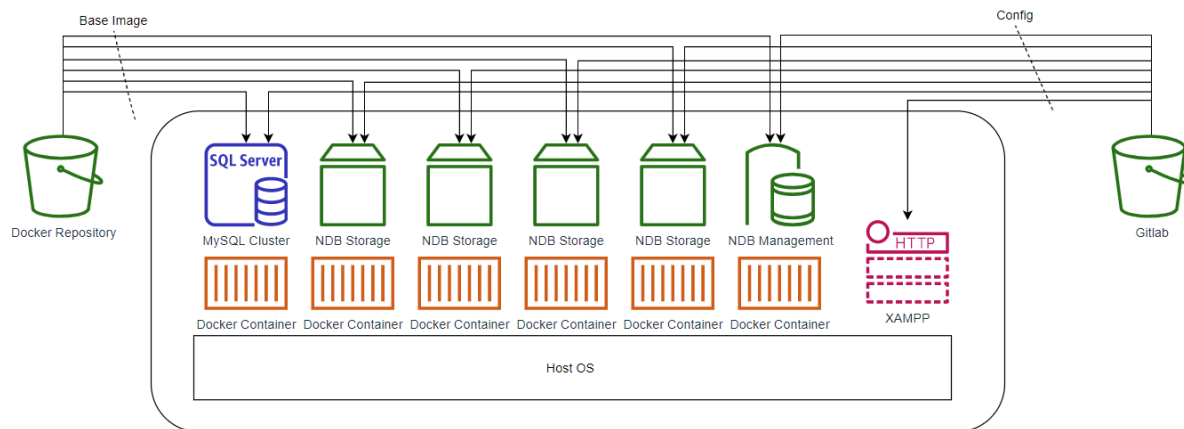 Base Image
Config
SQL Server
HTTP
Docker Repository
MySQL Cluster
NDB Storage
NDB Storage
NDB Storage
NDB Storage
NDB Management
Gitlab
XAMPP
Docker Container
Docker Container
Docker Container
Docker Container
Docker Container
Docker Container
Host OS